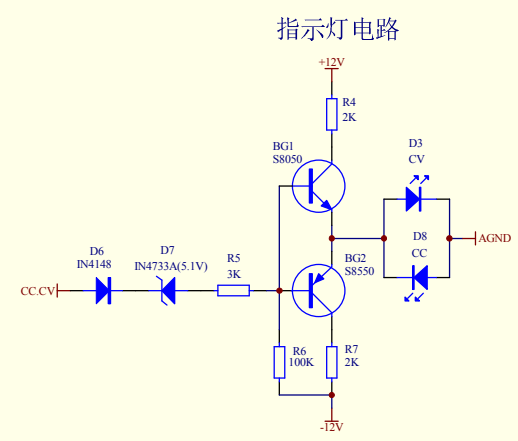 指示灯电路
+12V
R4
2K
BG1
S8050
D3
CV
AGND
D8
CC
BG2
S8550
D6
IN4148
D7
IN4733A(5.1V)
R5
3K
CC.CV
R6
100K
R7
2K
-12V